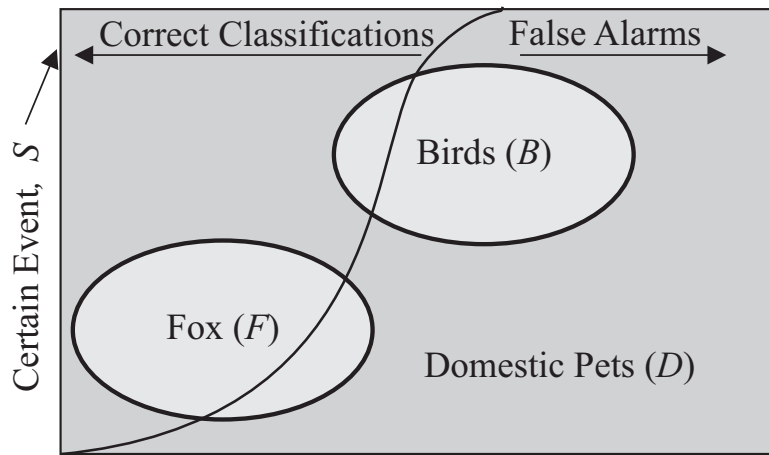 Correct Classifications
False Alarms
Certain Event, S
Birds (B)
Fox (F)
Domestic Pets (D)